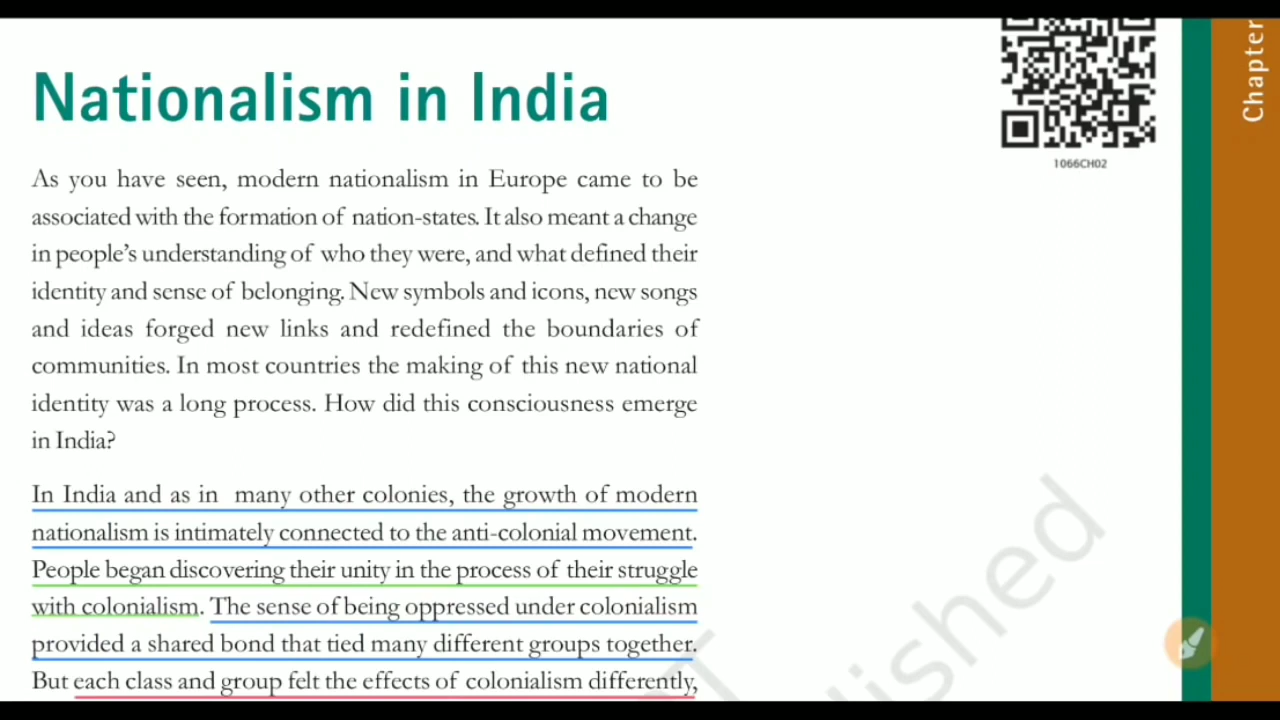 Nationalism in India
1066CH02
Chapter
As you have seen, modern nationalism in Europe came to be
associated with the formation of nation-states. It also meant a change
in people’s understanding of who they were, and what defined their
identity and sense of belonging. New symbols and icons, new songs
and ideas forged new links and redefined the boundaries of
communities. In most countries the making of this new national
identity was a long process. How did this consciousness emerge
in India?
In India and as in many other colonies, the growth of modern
nationalism is intimately connected to the anti-colonial movement.
People began discovering their unity in the process of their struggle
with colonialism. The sense of being oppressed under colonialism
provided a shared bond that tied many different groups together.
But each class and group felt the effects of colonialism differently,